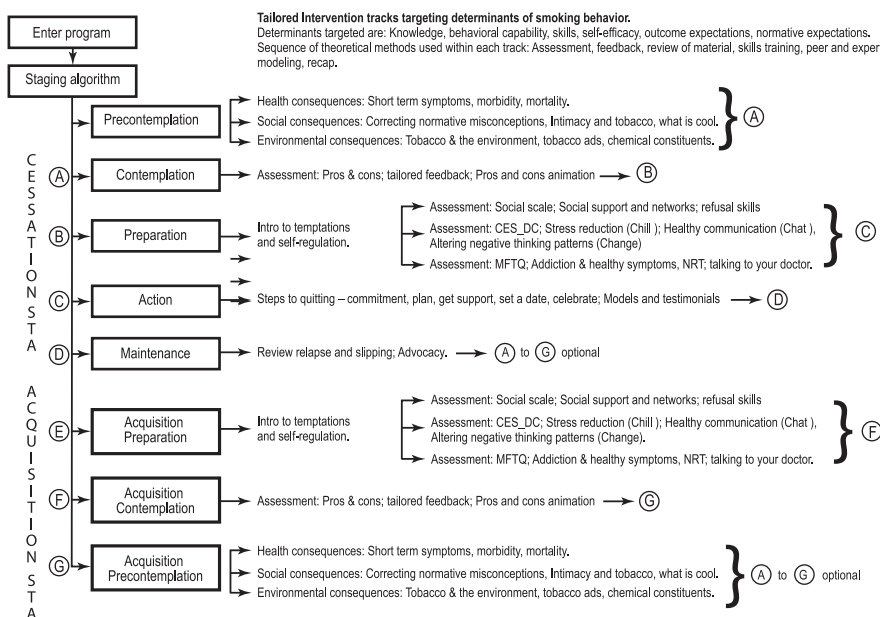 Tailored Intervention tracks targeting determinants of smoking behavior.
Determinants targeted are: Knowledge, behavioral capability, skills, self-efficacy, outcome expectations, normative expectations.
Sequence of theoretical methods used within each track: Assessment, feedback, review of material, skills training, peer and exper
modeling, recap.
Enter program
Staging algorithm
CESSATION STA
Precontemplation
Health consequences: Short term symptoms, morbidity, mortality.
Social consequences: Correcting normative misconceptions, Intimacy and tobacco, what is cool.
Environmental consequences: Tobacco & the environment, tobacco ads, chemical constituents.
A
A
Contemplation
Assessment: Pros & cons; tailored feedback; Pros and cons animation
B
B
Preparation
Intro to temptations
and self-regulation.
Assessment: Social scale; Social support and networks; refusal skills
Assessment: CES_DC; Stress reduction (Chill ); Healthy communication (Chat ),
Altering negative thinking patterns (Change)
Assessment: MFTQ; Addiction & healthy symptoms, NRT; talking to your doctor.
C
C
Action
Steps to quitting – commitment, plan, get support, set a date, celebrate; Models and testimonials
D
D
Maintenance
Review relapse and slipping; Advocacy.
A to G optional
ACQUISITION STA
E
Acquisition
Preparation
Intro to temptations
and self-regulation.
Assessment: Social scale; Social support and networks; refusal skills
Assessment: CES_DC; Stress reduction (Chill ); Healthy communication (Chat ),
Altering negative thinking patterns (Change).
Assessment: MFTQ; Addiction & healthy symptoms, NRT; talking to your doctor.
F
F
Acquisition
Contemplation
Assessment: Pros & cons; tailored feedback; Pros and cons animation
G
G
Acquisition
Precontemplation
Health consequences: Short term symptoms, morbidity, mortality.
Social consequences: Correcting normative misconceptions, Intimacy and tobacco, what is cool.
Environmental consequences: Tobacco & the environment, tobacco ads, chemical constituents.
A to G optional